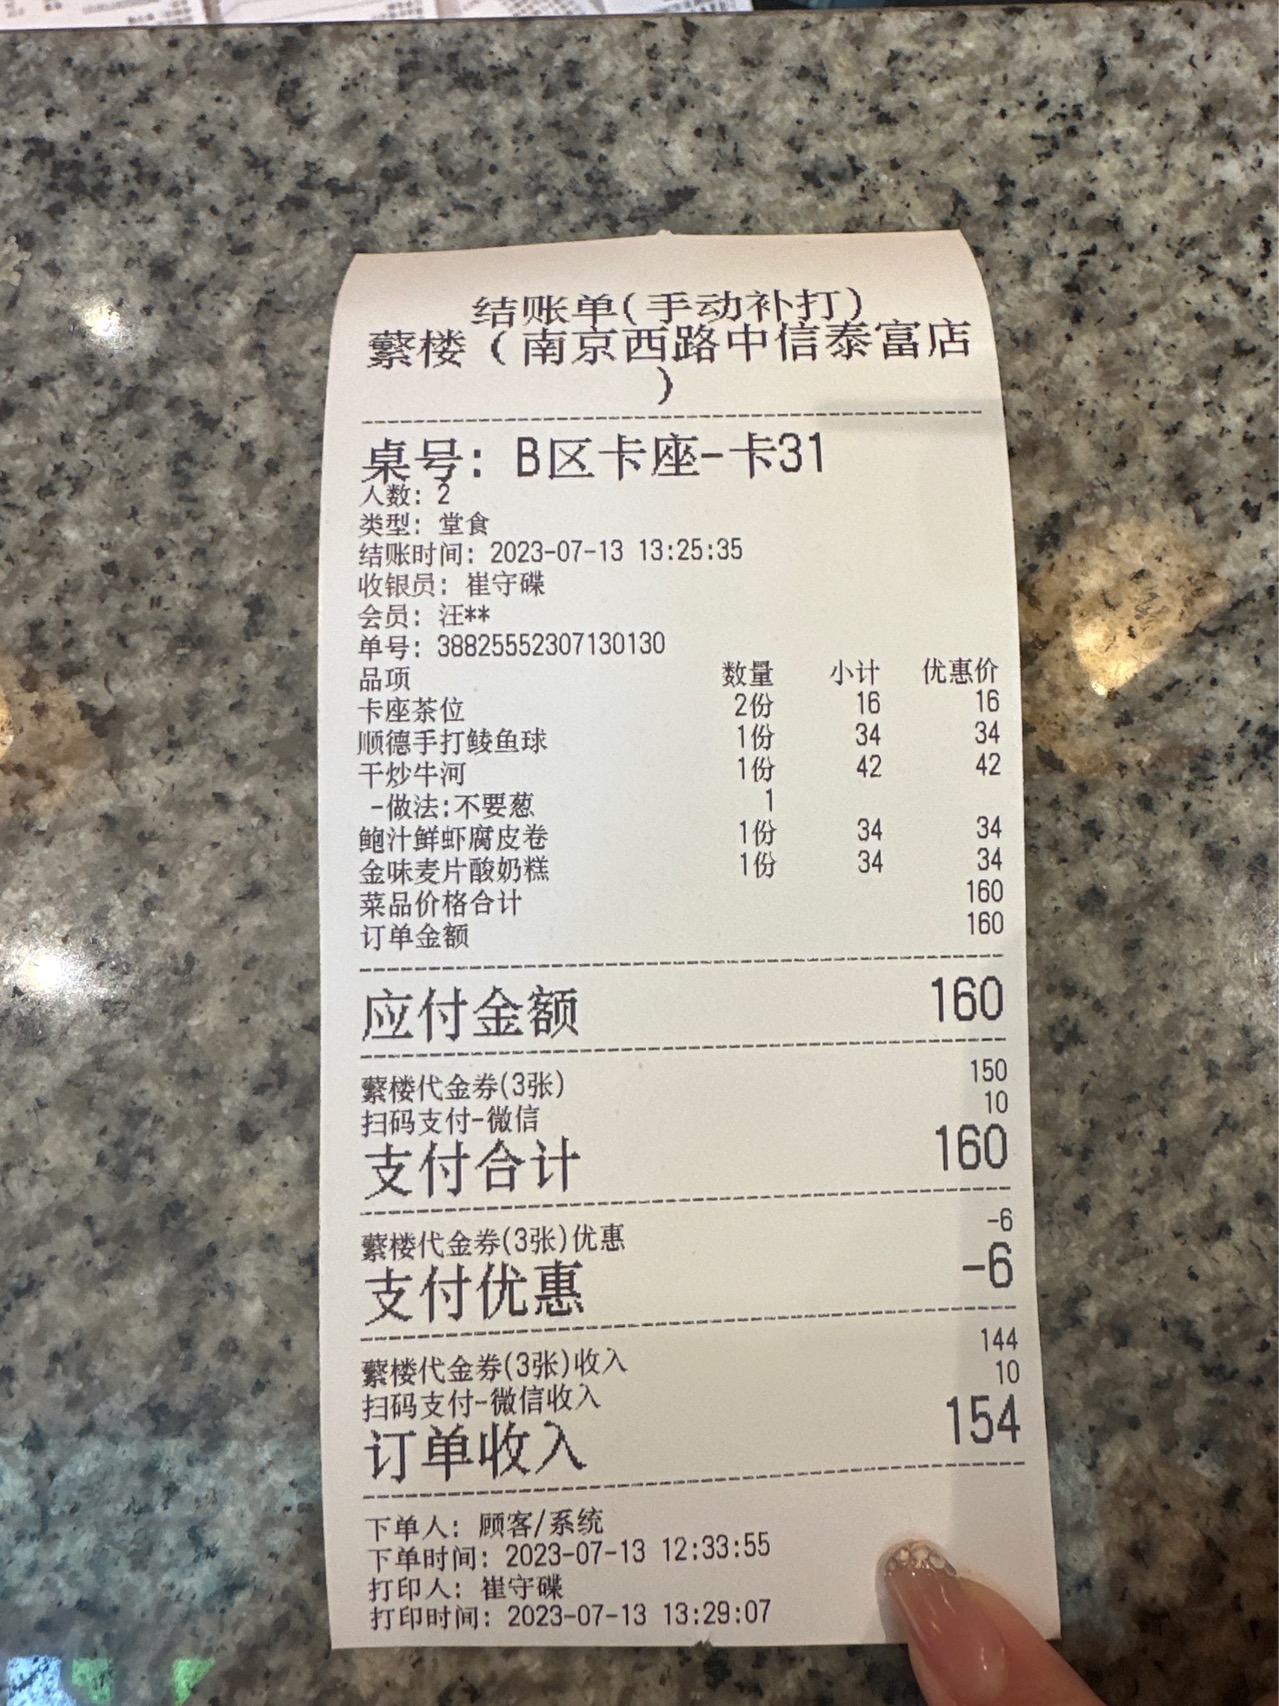 结账单(手动补打)
蘩楼（南京西路中信泰富店
）
桌号: B区卡座-卡31
人数: 2
类型: 堂食
结账时间: 2023-07-13 13:25:35
收银员: 崔守碟
会员: 汪**
单号: 388255552307130130
品项 数量 小计 优惠价
卡座茶位 2份 16 16
顺德手打鲮鱼球 1份 34 34
干炒牛河 1份 42 42
-做法:不要葱 1
鲍汁鲜虾腐皮卷 1份 34 34
金味麦片酸奶糕 1份 34 34
菜品价格合计 160
订单金额 160
应付金额 160
蘩楼代金券(3张) 150
扫码支付-微信 10
支付合计 160
蘩楼代金券(3张)优惠 -6
支付优惠 -6
蘩楼代金券(3张)收入 144
扫码支付-微信收入 10
订单收入 154
下单人: 顾客/系统
下单时间: 2023-07-13 12:33:55
打印人: 崔守碟
打印时间: 2023-07-13 13:29:07